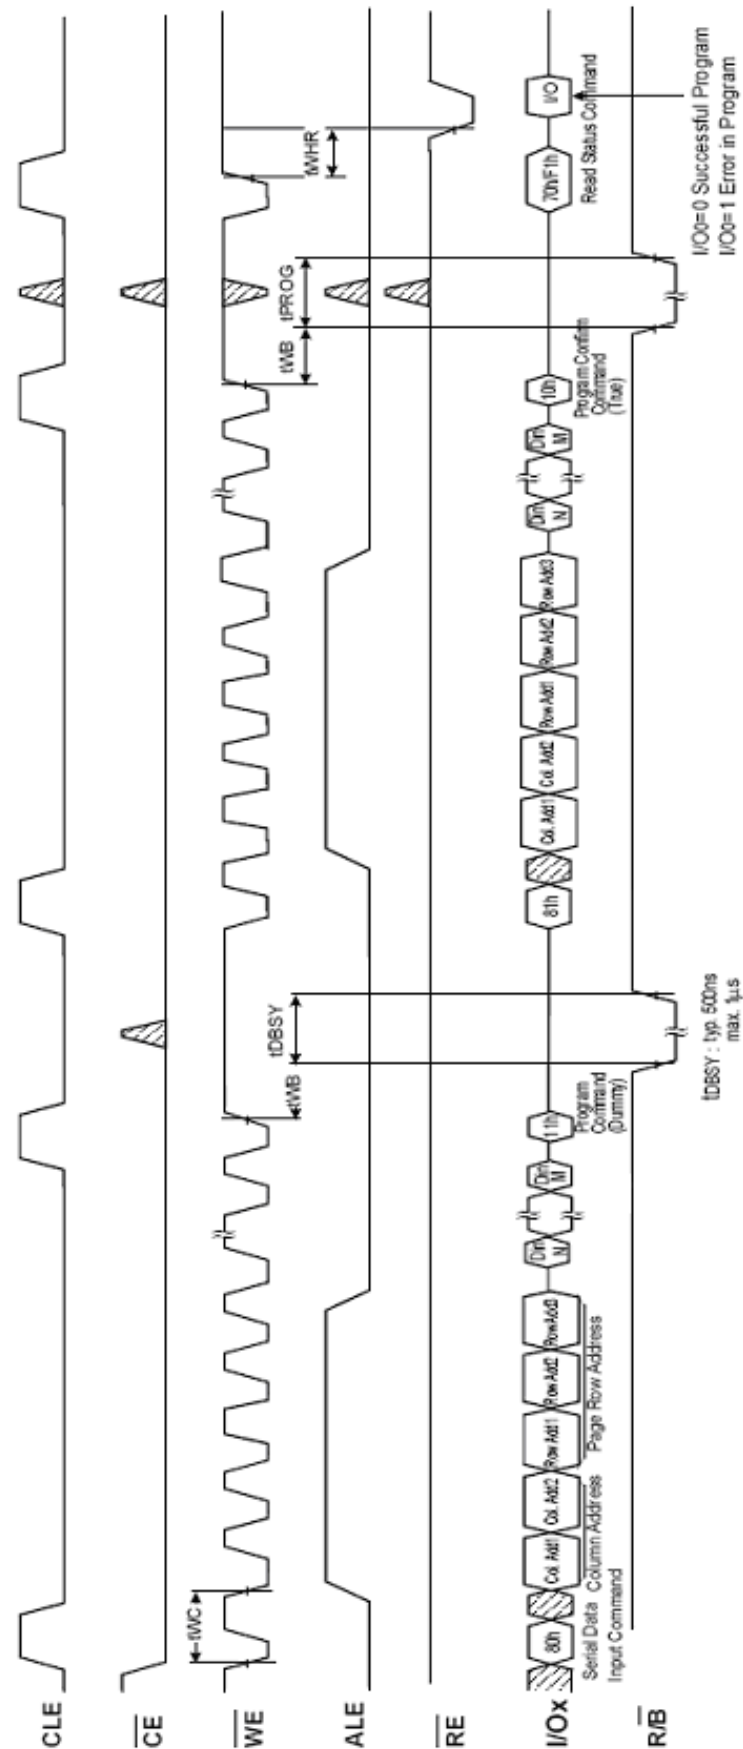 CLE
CE
WE
tWC
tWB
tWB
tPROG
tWHR
ALE
tDBSY
RE
I/Ox
80h
Col. Add1
Col. Add2
Row Add1
Row Add2
RowAdd3
Din
N
Din
M
11h
81h
Col. Add1
Col. Add2
Row Add1
Row Add2
Row Add3
Din
N
Din
M
10h
70h/F1h
I/O
Serial Data
Input Command
Column Address
Page Row Address
Program
Command
(Dummy)
Program Confirm
Command
(True)
Read Status Command
R/B
tDBSY : typ. 500ns
max. 1μs
I/O0=0 Successful Program
I/O0=1 Error in Program